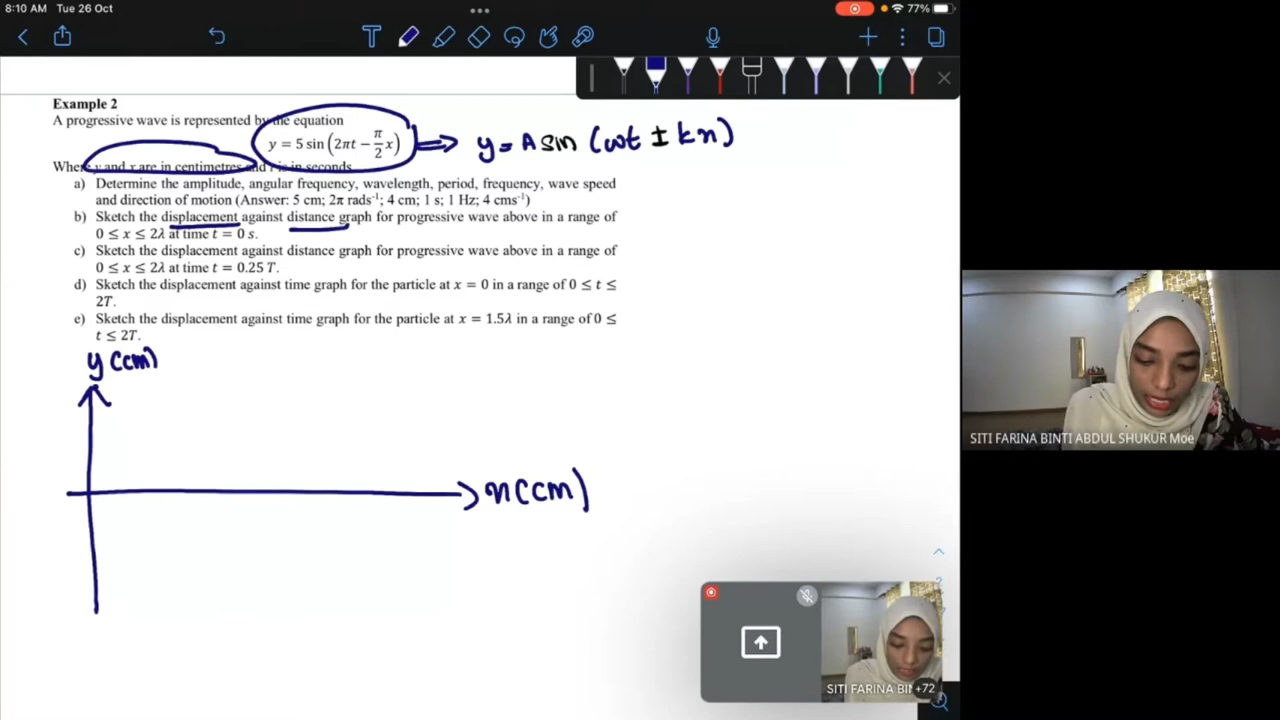 8:10 AM Tue 26 Oct
77%
Example 2
A progressive wave is represented by the equation
y = 5 sin (2πt − π/2 x) ⇒ y = A sin (ωt ± kx)
Where y and x are in centimetres and t is in seconds
a) Determine the amplitude, angular frequency, wavelength, period, frequency, wave speed
and direction of motion (Answer: 5 cm; 2π rads⁻¹; 4 cm; 1 s; 1 Hz; 4 cms⁻¹)
b) Sketch the displacement against distance graph for progressive wave above in a range of
0 ≤ x ≤ 2λ at time t = 0 s.
c) Sketch the displacement against distance graph for progressive wave above in a range of
0 ≤ x ≤ 2λ at time t = 0.25 T.
d) Sketch the displacement against time graph for the particle at x = 0 in a range of 0 ≤ t ≤
2T.
e) Sketch the displacement against time graph for the particle at x = 1.5λ in a range of 0 ≤
t ≤ 2T.
y (cm)
x (cm)
SITI FARINA BINTI ABDUL SHUKUR Moe
SITI FARINA BIN +72